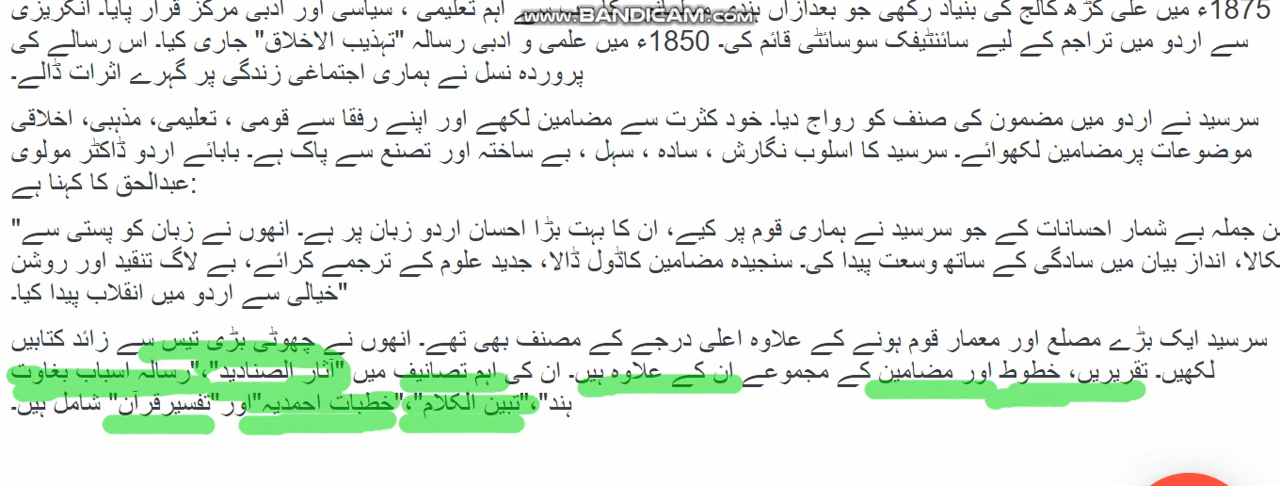 1875ء میں علی گڑھ کالج کی بنیاد رکھی جو بعدازاں ہندی اہم تعلیمی ، سیاسی اور ادبی مرکز قرار پایا۔ انگریزی
www.BANDICAM.com
سے اردو میں تراجم کے لیے سائنٹیفک سوسائٹی قائم کی۔ 1850ء میں علمی و ادبی رسالہ "تہذیب الاخلاق" جاری کیا۔ اس رسالے کی
پروردہ نسل نے ہماری اجتماعی زندگی پر گہرے اثرات ڈالے۔
سرسید نے اردو میں مضمون کی صنف کو رواج دیا۔ خود کثرت سے مضامین لکھے اور اپنے رفقا سے قومی ، تعلیمی، مذہبی، اخلاقی
موضوعات پرمضامین لکھوائے۔ سرسید کا اسلوب نگارش ، سادہ ، سہل ، بے ساختہ اور تصنع سے پاک ہے۔ بابائے اردو ڈاکٹر مولوی
عبدالحق کا کہنا ہے:
جملہ بے شمار احسانات کے جو سرسید نے ہماری قوم پر کیے، ان کا بہت بڑا احسان اردو زبان پر ہے۔ انھوں نے زبان کو پستی سے"
انداز بیان میں سادگی کے ساتھ وسعت پیدا کی۔ سنجیدہ مضامین کاڈول ڈالا، جدید علوم کے ترجمے کرائے، بے لاگ تنقید اور روشن
خیالی سے اردو میں انقلاب پیدا کیا۔"
سرسید ایک بڑے مصلع اور معمار قوم ہونے کے علاوہ اعلی درجے کے مصنف بھی تھے۔ انھوں نے چھوٹی بڑی تیس سے زائد کتابیں
لکھیں۔ تقریریں، خطوط اور مضامین کے مجموعے ان کے علاوہ ہیں۔ ان کی اہم تصانیف میں "آثار الصنادید"،"رسالہ اسباب بغاوت
ہند"،"تبین الکلام"،"خطبات احمدیہ"اور"تفسیرقرآن" شامل ہیں۔